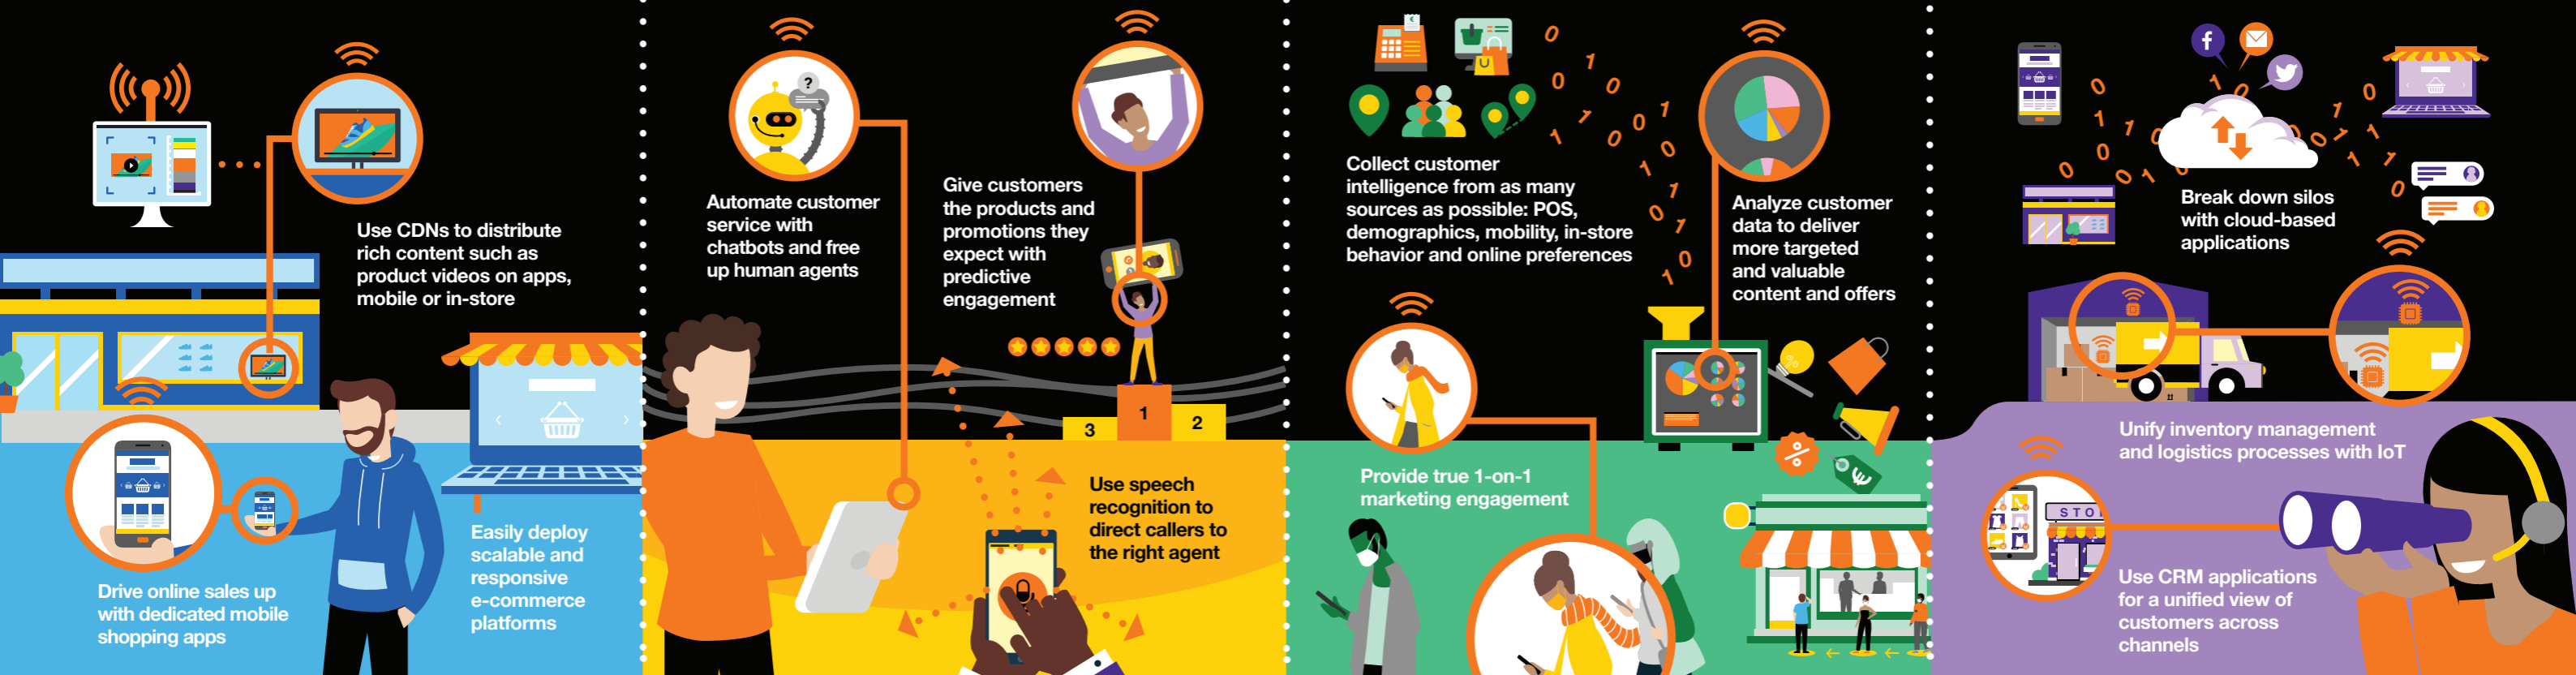 Use CDNs to distribute
rich content such as
product videos on apps,
mobile or in-store
Drive online sales up
with dedicated mobile
shopping apps
Easily deploy
scalable and
responsive
e-commerce
platforms
?
Automate customer
service with
chatbots and free
up human agents
Give customers
the products and
promotions they
expect with
predictive
engagement
3
1
2
Use speech
recognition to
direct callers to
the right agent
Collect customer
intelligence from as many
sources as possible: POS,
demographics, mobility, in-store
behavior and online preferences
Analyze customer
data to deliver
more targeted
and valuable
content and offers
Provide true 1-on-1
marketing engagement
%
€
Break down silos
with cloud-based
applications
Unify inventory management
and logistics processes with IoT
STO
Use CRM applications
for a unified view of
customers across
channels